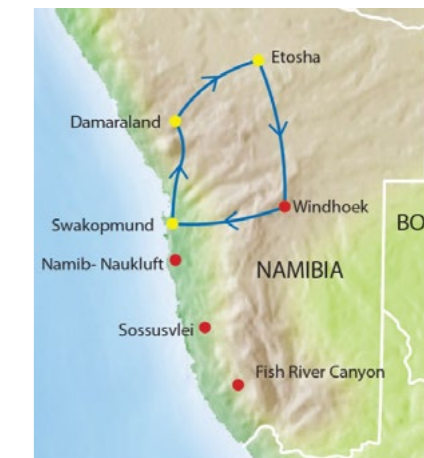 Etosha
Damaraland
Windhoek
Swakopmund
BO
Namib- Naukluft
NAMIBIA
Sossusvlei
Fish River Canyon